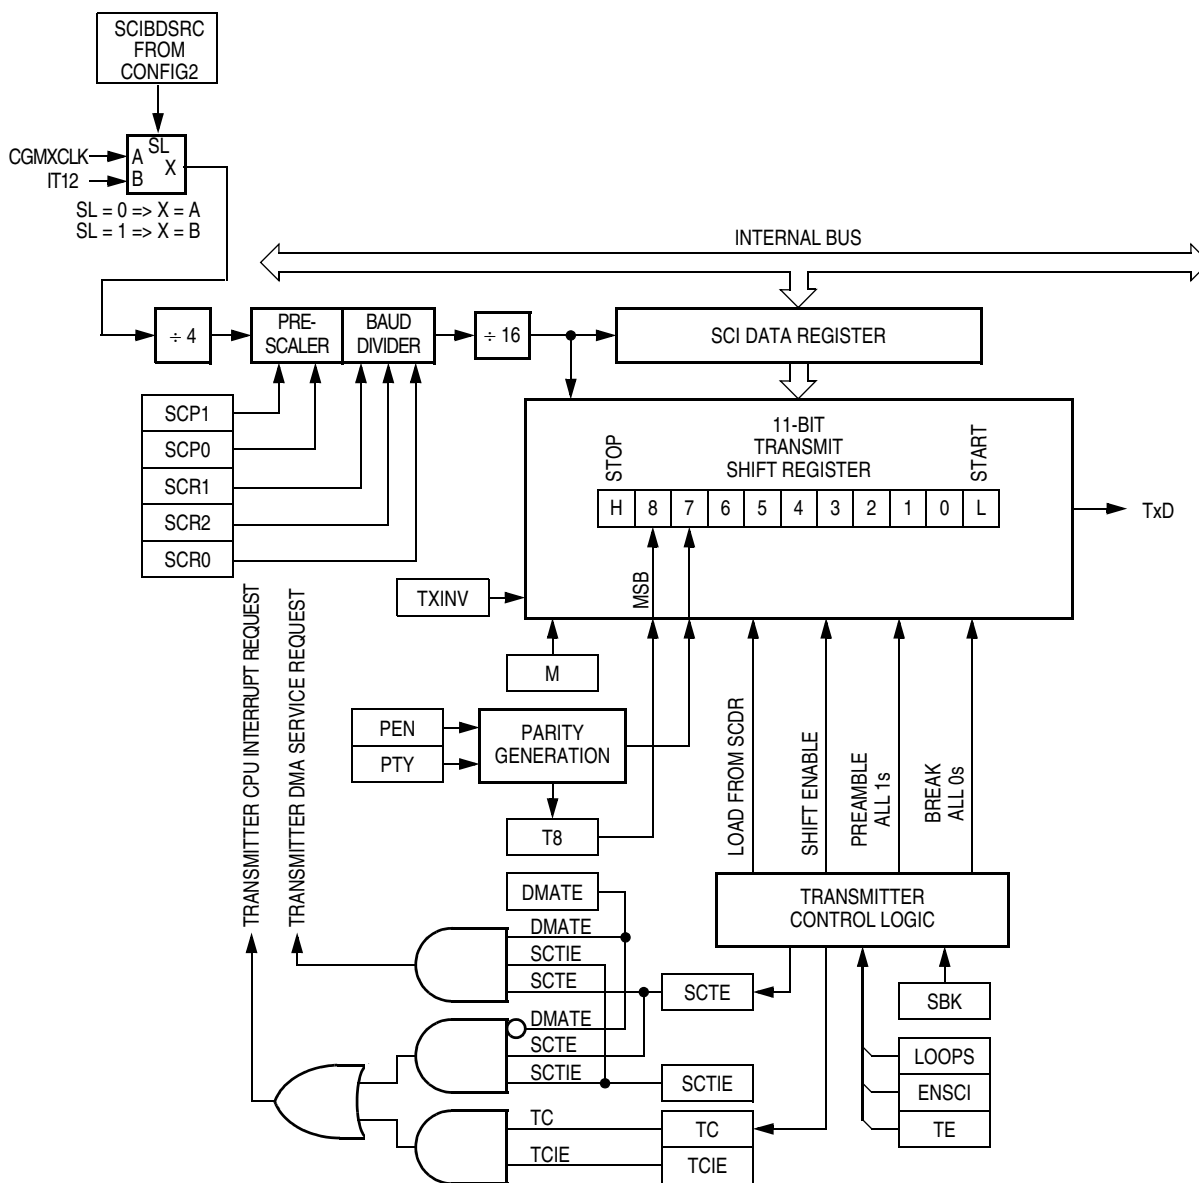 SCIBDSRC
FROM
CONFIG2
SL
CGMXCLK
A
X
IT12
B
SL = 0 => X = A
SL = 1 => X = B
INTERNAL BUS
÷ 4
PRE-
SCALER
BAUD
DIVIDER
÷ 16
SCI DATA REGISTER
SCP1
SCP0
SCR1
SCR2
SCR0
11-BIT
TRANSMIT
SHIFT REGISTER
STOP
START
H 8 7 6 5 4 3 2 1 0 L
TxD
TXINV
MSB
M
PEN
PTY
PARITY
GENERATION
T8
TRANSMITTER CPU INTERRUPT REQUEST
TRANSMITTER DMA SERVICE REQUEST
LOAD FROM SCDR
SHIFT ENABLE
PREAMBLE
ALL 1s
BREAK
ALL 0s
DMATE
TRANSMITTER
CONTROL LOGIC
DMATE
SCTIE
SCTE
SCTE
SBK
DMATE
SCTE
SCTIE
SCTIE
LOOPS
ENSCI
TE
TC
TC
TCIE
TCIE